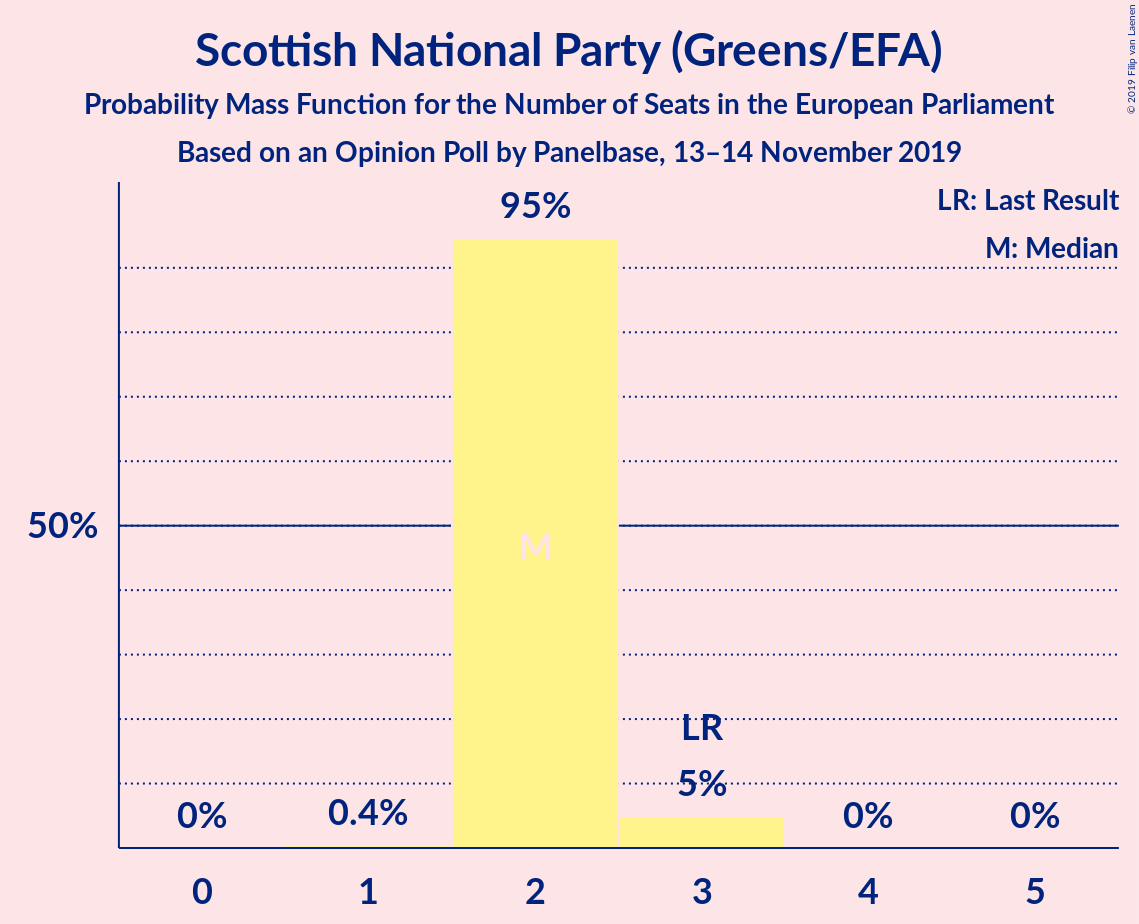 Scottish National Party (Greens/EFA)
Probability Mass Function for the Number of Seats in the European Parliament
Based on an Opinion Poll by Panelbase, 13–14 November 2019
© 2019 Filip van Laenen
LR: Last Result
M: Median
95%
50%
M
LR
5%
0%
0.4%
0%
0%
0
1
2
3
4
5